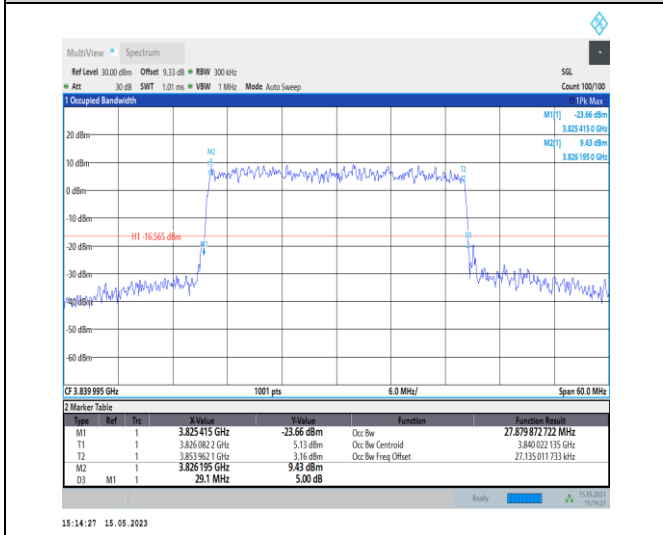 MultiView Spectrum
Ref Level 30.00 dBm Offset 9.33 dB RBW 300 kHz SGL
Att 30 dB SWT 1.01 ms VBW 1 MHz Mode Auto Sweep Count 100/100
1 Occupied Bandwidth 1Pk Max
M1[1] -23.66 dBm
3.825 415 0 GHz
M2[1] 9.43 dBm
3.826 195 0 GHz
20 dBm
M2
10 dBm
0 dBm
-10 dBm
H1 -16.565 dBm
-20 dBm
M1
-30 dBm
-40 dBm
-50 dBm
-60 dBm
CF 3.839 995 GHz 1001 pts 6.0 MHz/ Span 60.0 MHz
2 Marker Table
Type Ref Trc X-Value Y-Value Function Function Result
M1 1 3.825415 GHz -23.66 dBm Occ Bw 27.879 872 722 MHz
T1 1 3.826 082 2 GHz 5.13 dBm Occ Bw Centroid 3.840 022 135 GHz
T2 1 3.853 962 1 GHz 3.16 dBm Occ Bw Freq Offset 27.135 011 733 kHz
M2 1 3.826 195 GHz 9.43 dBm
D3 M1 1 29.1 MHz 5.00 dB
Ready 15.05.2023
15:14:27
15:14:27 15.05.2023